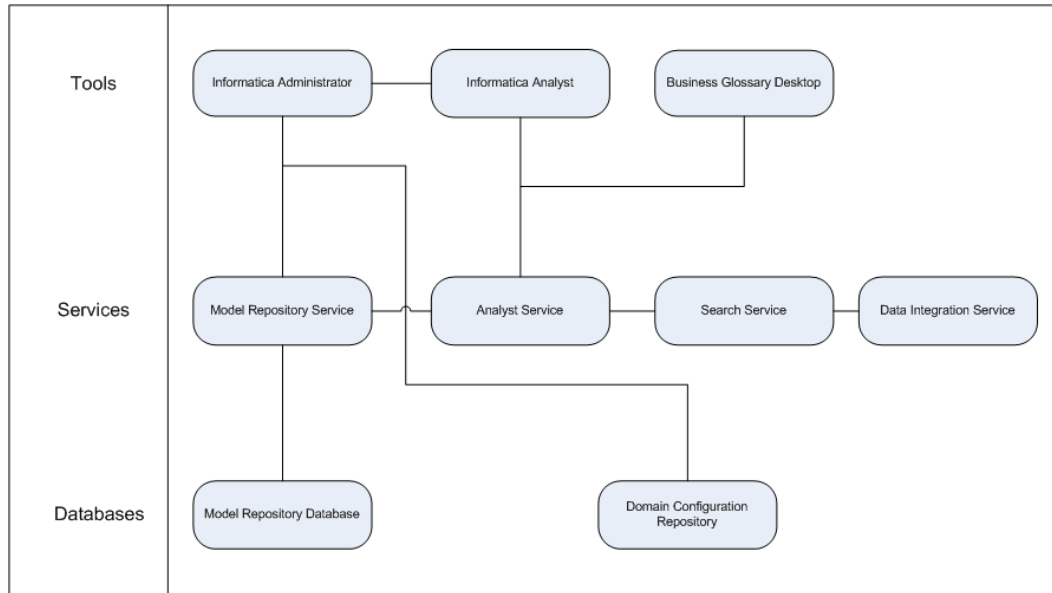 Tools
Informatica Administrator
Informatica Analyst
Business Glossary Desktop
Services
Model Repository Service
Analyst Service
Search Service
Data Integration Service
Databases
Model Repository Database
Domain Configuration
Repository